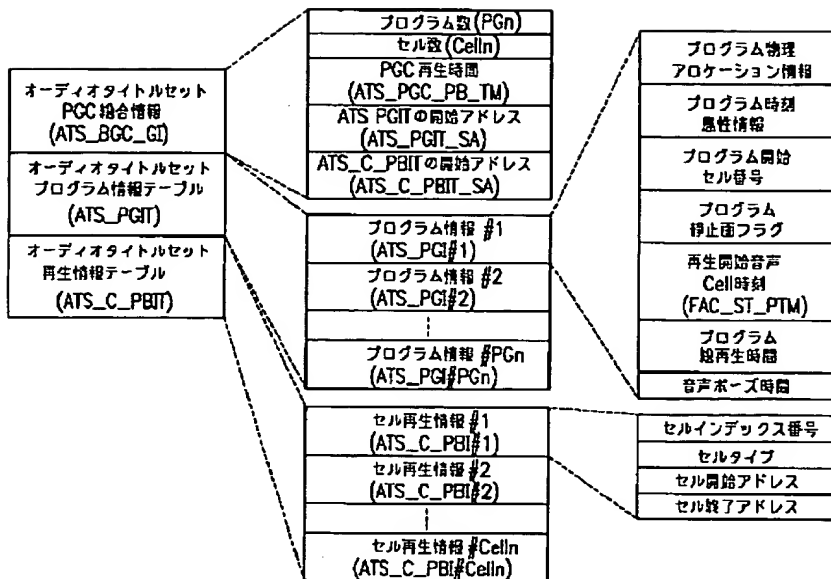 オーディオタイトルセット
PGC 総合情報
(ATS_BGC_GI)
オーディオタイトルセット
プログラム情報テーブル
(ATS_PGIT)
オーディオタイトルセット
再生情報テーブル
(ATS_C_PBIT)
プログラム数(PGn)
セル数(Celln)
PGC 再生時間
(ATS_PGC_PB_TM)
ATS PGITの開始アドレス
(ATS_PGIT_SA)
ATS_C_PBITの開始アドレス
(ATS_C_PBIT_SA)
プログラム情報 #1
(ATS_PGI#1)
プログラム情報 #2
(ATS_PGI#2)
プログラム情報 #PGn
(ATS_PGI#PGn)
セル再生情報 #1
(ATS_C_PBI#1)
セル再生情報 #2
(ATS_C_PBI#2)
セル再生情報 #Celln
(ATS_C_PBI#Celln)
プログラム物理
アロケーション情報
プログラム時刻
属性情報
プログラム開始
セル番号
プログラム
静止画フラグ
再生開始音声
Cell時刻
(FAC_ST_PTM)
プログラム
総再生時間
音声ポーズ時間
セルインデックス番号
セルタイプ
セル開始アドレス
セル終了アドレス